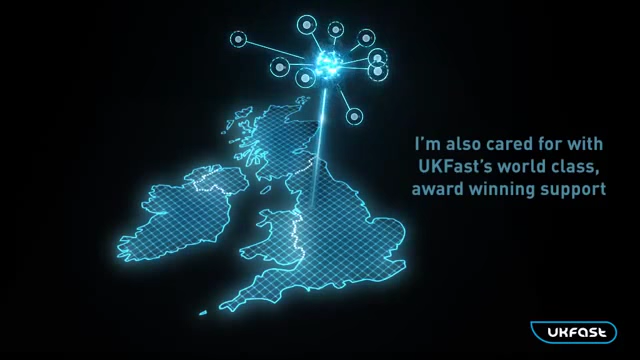 I'm also cared for with
UKFast's world class,
award winning support
UKFAST